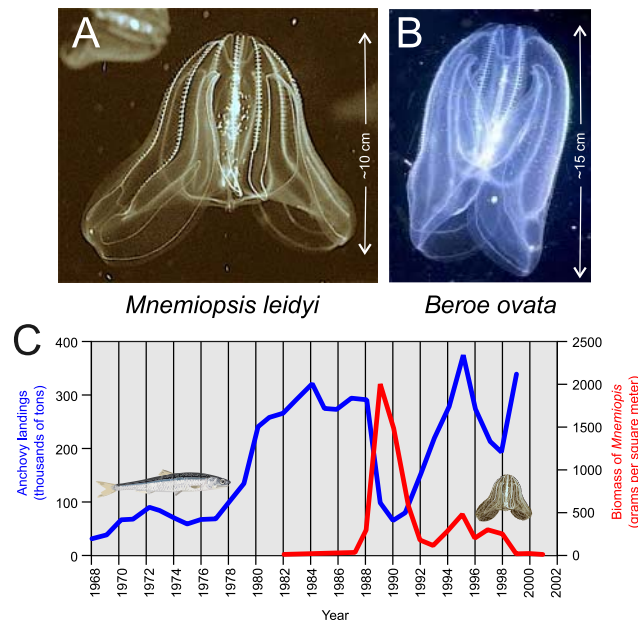 A
B
~10 cm
~15 cm
Mnemiopsis leidyi
Beroe ovata
C
Anchovy landings
(thousands of tons)
400
300
200
100
0
2500
2000
1500
1000
500
0
Biomass of Mnemiopis
(grams per square meter)
1968
1970
1972
1974
1976
1978
1980
1982
1984
1986
1988
1990
1992
1994
1996
1998
2000
2002
Year